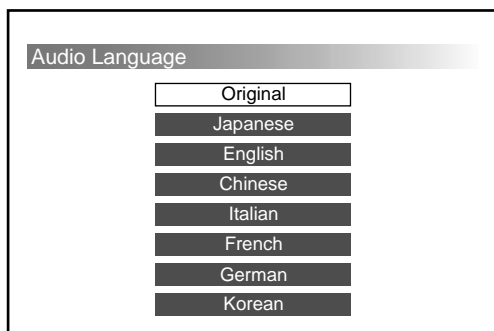 Audio Language
Original
Japanese
English
Chinese
Italian
French
German
Korean